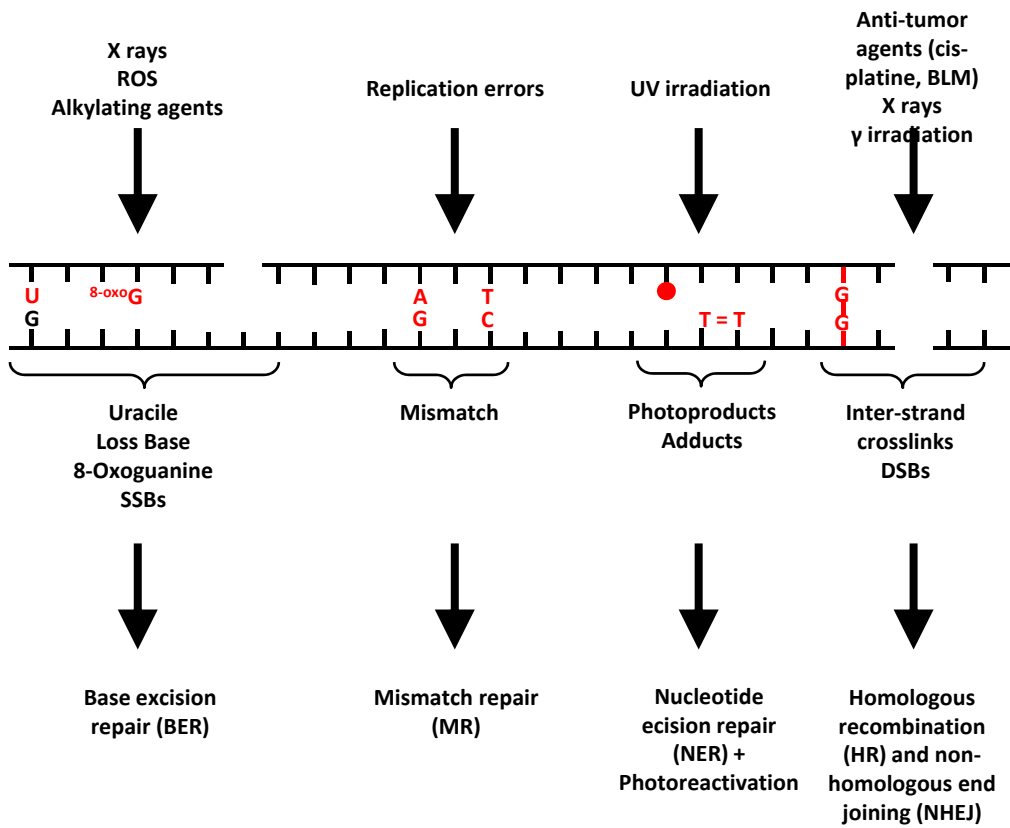 X rays
ROS
Alkylating agents
Replication errors
UV irradiation
Anti-tumor
agents (cis-
platine, BLM)
X rays
γ irradiation
U
G
8-oxoG
A
G
T
C
T = T
G
G
Uracile
Loss Base
8-Oxoguanine
SSBs
Mismatch
Photoproducts
Adducts
Inter-strand
crosslinks
DSBs
Base excision
repair (BER)
Mismatch repair
(MR)
Nucleotide
ecision repair
(NER) +
Photoreactivation
Homologous
recombination
(HR) and non-
homologous end
joining (NHEJ)